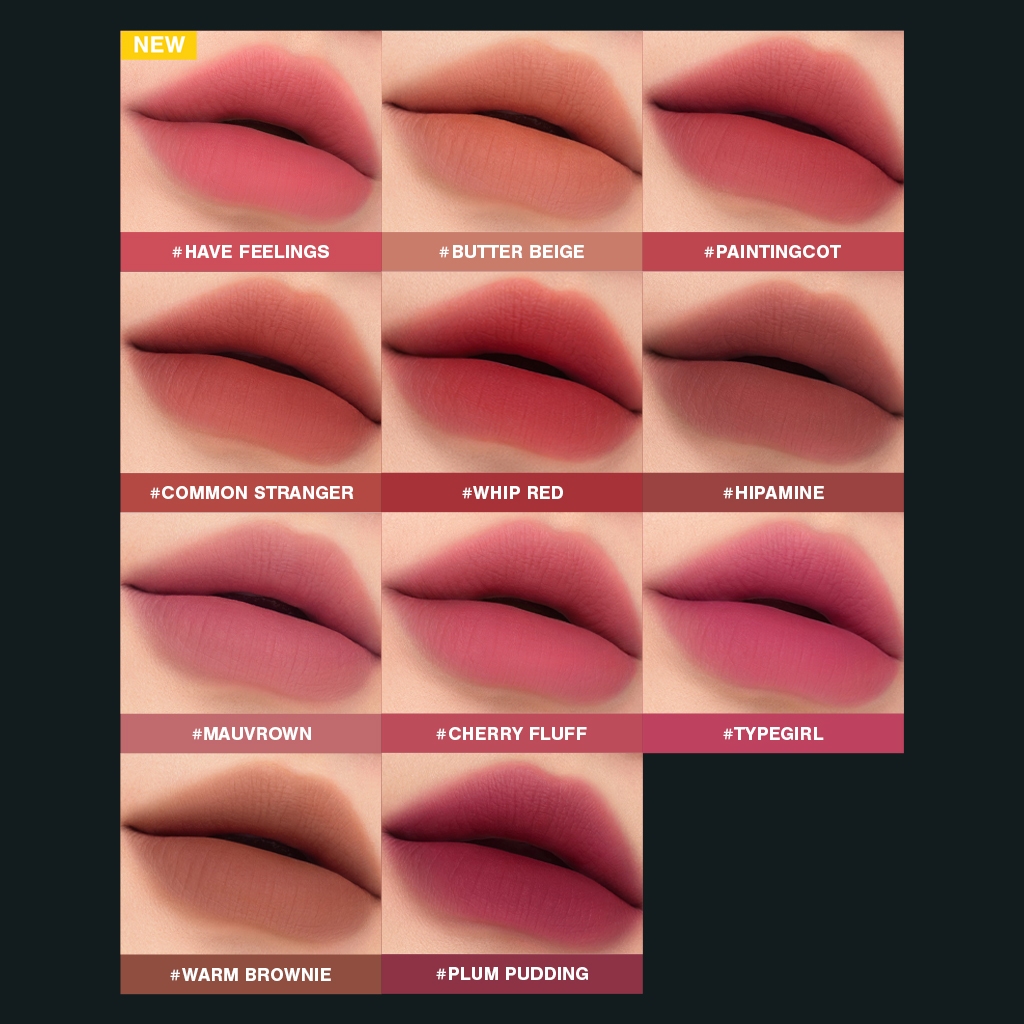 NEW
#HAVE FEELINGS
#BUTTER BEIGE
#PAINTINGCOT
#COMMON STRANGER
#WHIP RED
#HIPAMINE
#MAUVROWN
#CHERRY FLUFF
#TYPEGIRL
#WARM BROWNIE
#PLUM PUDDING